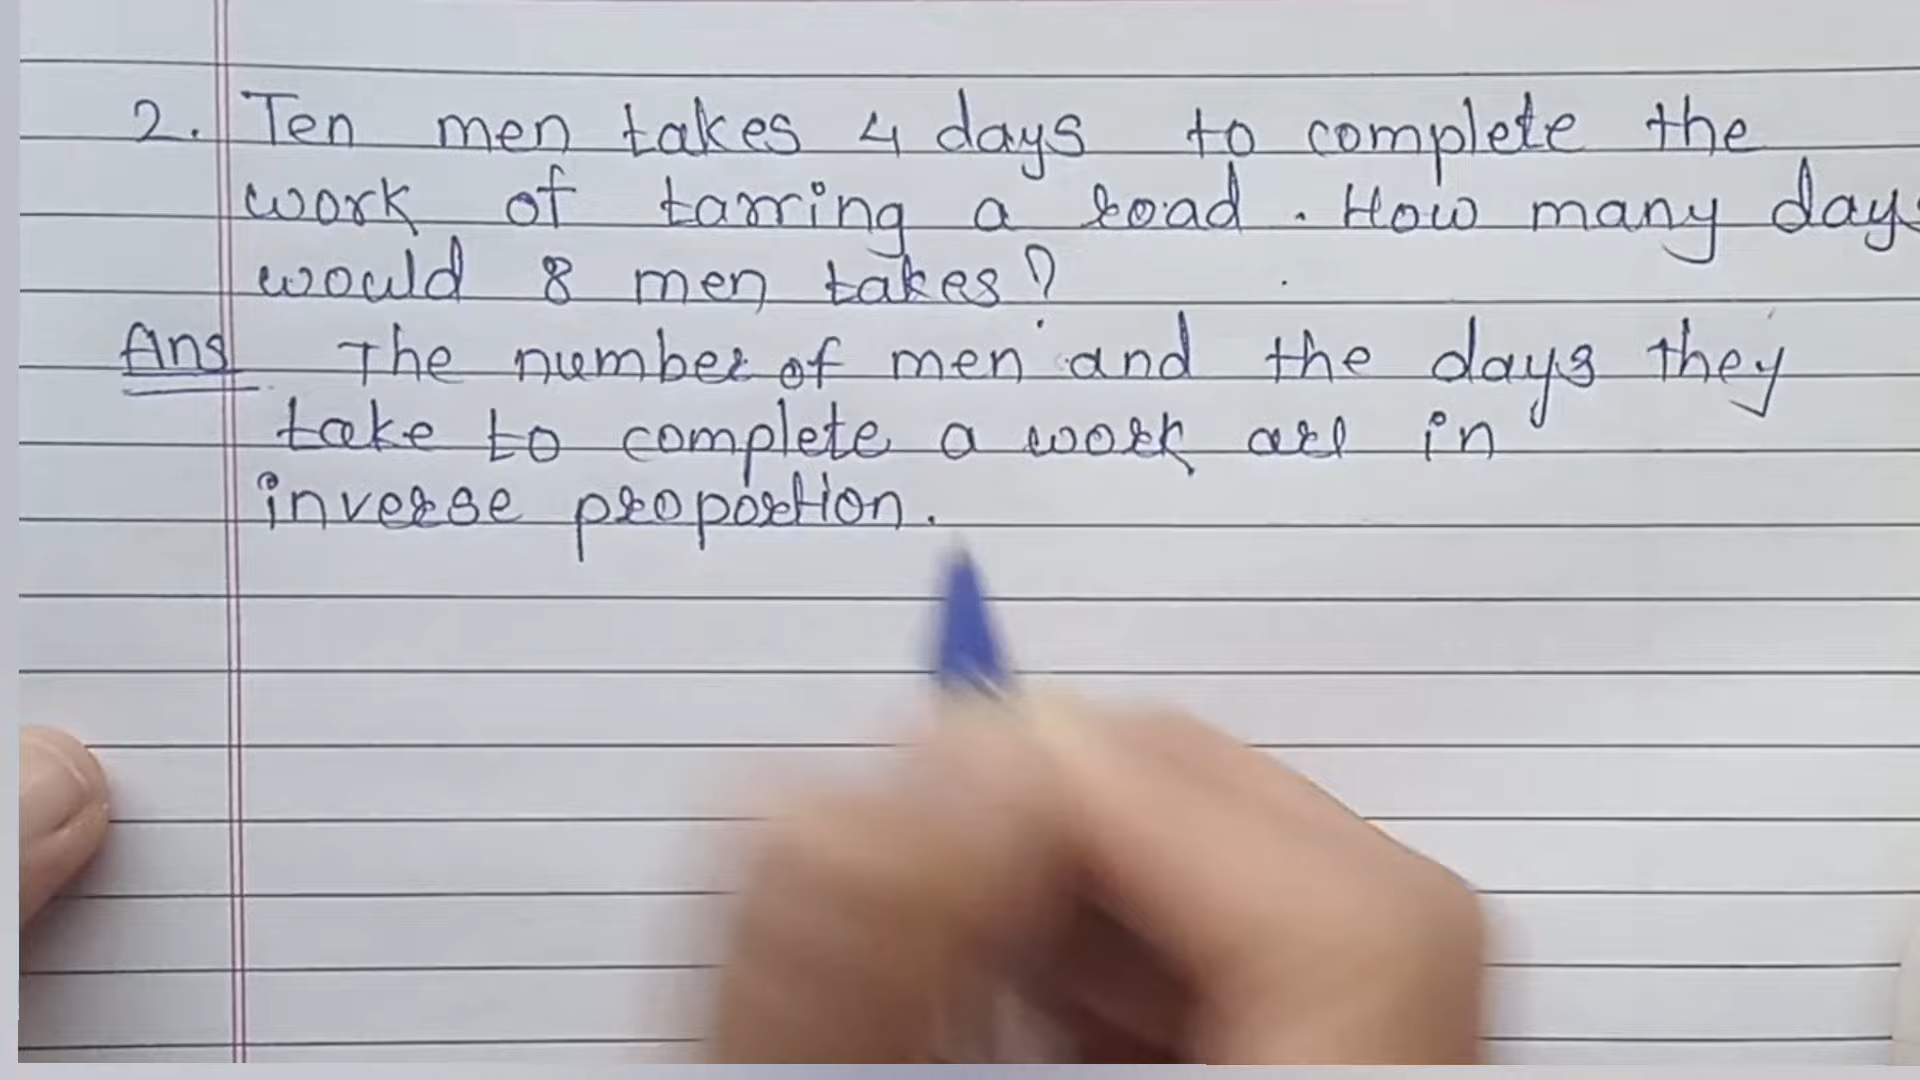 2. Ten men takes 4 days to complete the
work of tarring a road. How many days
would 8 men takes?
Ans The number of men and the days they
take to complete a work are in
inverse proportion.